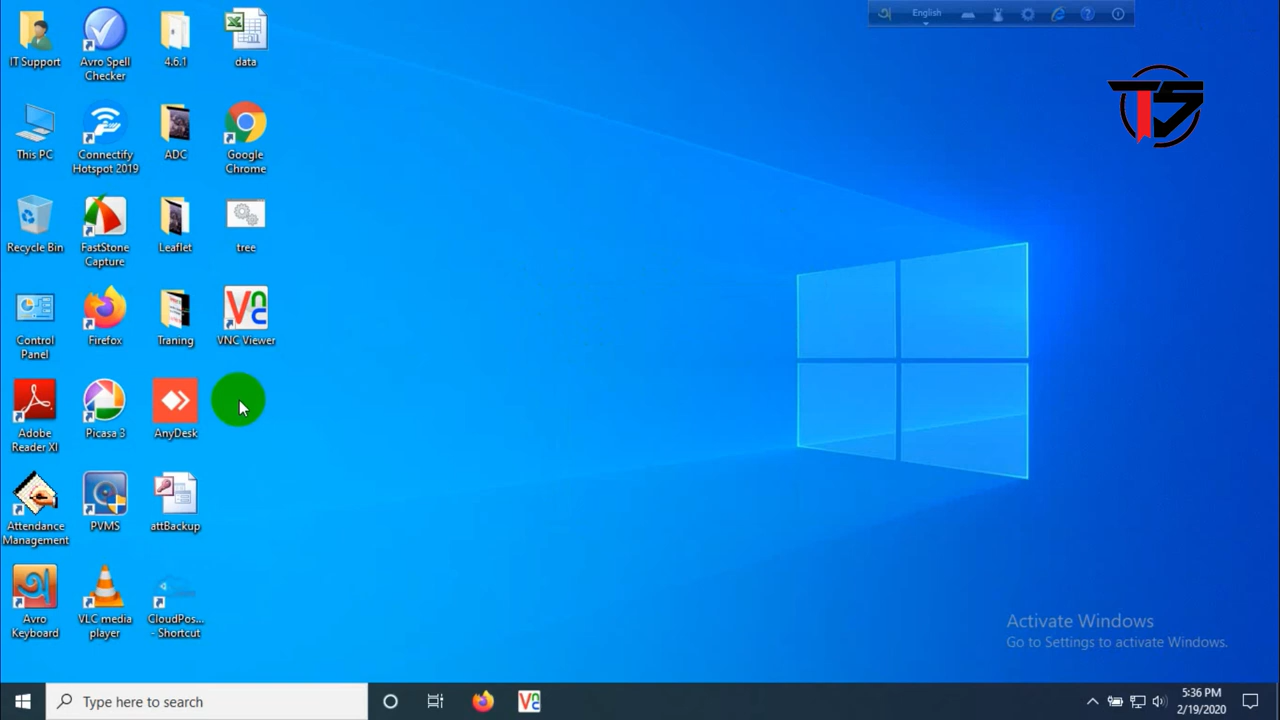 English
IT Support
Avro Spell
Checker
4.6.1
data
This PC
Connectify
Hotspot 2019
ADC
Google
Chrome
Recycle Bin
FastStone
Capture
Leaflet
tree
Control
Panel
Firefox
Traning
VNC Viewer
Adobe
Reader XI
Picasa 3
AnyDesk
Attendance
Management
PVMS
attBackup
Avro
Keyboard
VLC media
player
CloudPos...
- Shortcut
Activate Windows
Go to Settings to activate Windows.
Type here to search
5:36 PM
2/19/2020